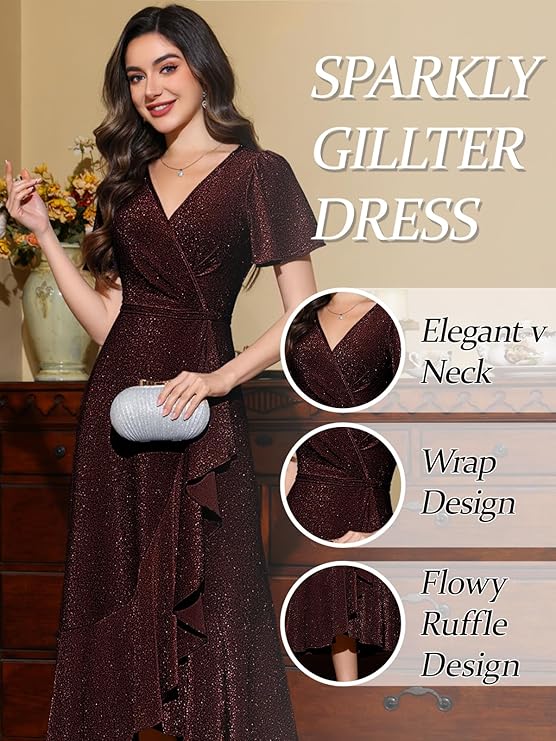 SPARKLY
GILLTER
DRESS
Elegant v
Neck
Wrap
Design
Flowy
Ruffle
Design